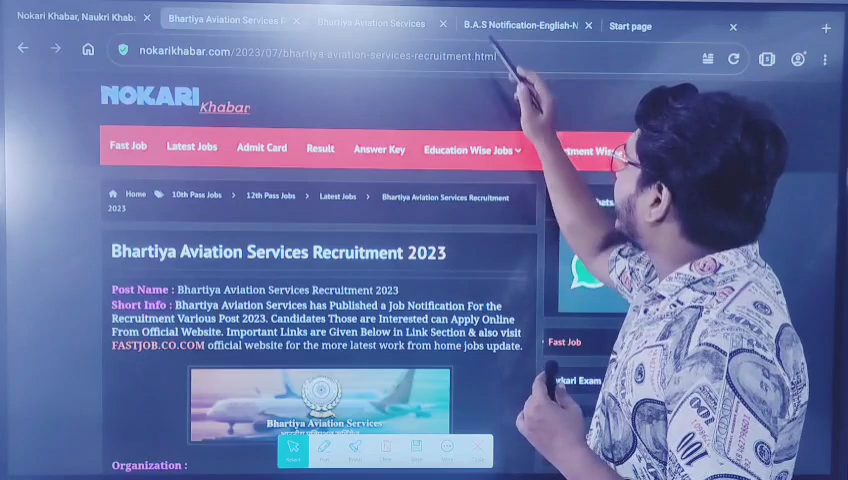 Nokari Khabar, Naukri Khab
Bhartiya Aviation Services R
Bhartiya Aviation Services
B.A.S Notification-English-N
Start page
nokarikhabar.com/2023/07/bhartiya-aviation-services-recruitment.html
NOKARI
Khabar
Fast Job
Latest Jobs
Admit Card
Result
Answer Key
Education Wise Jobs
Home
10th Pass Jobs
12th Pass Jobs
Latest Jobs
Bhartiya Aviation Services Recruitment
2023
Bhartiya Aviation Services Recruitment 2023
Post Name : Bhartiya Aviation Services Recruitment 2023
Short Info : Bhartiya Aviation Services has Published a Job Notification For the
Recruitment Various Post 2023. Candidates Those are Interested can Apply Online
From Official Website. Important Links are Given Below in Link Section & also visit
FASTJOB.CO.COM official website for the more latest work from home jobs update.
Fast Job
Exam
Bhartiya Aviation Services
Select
Organization :
100